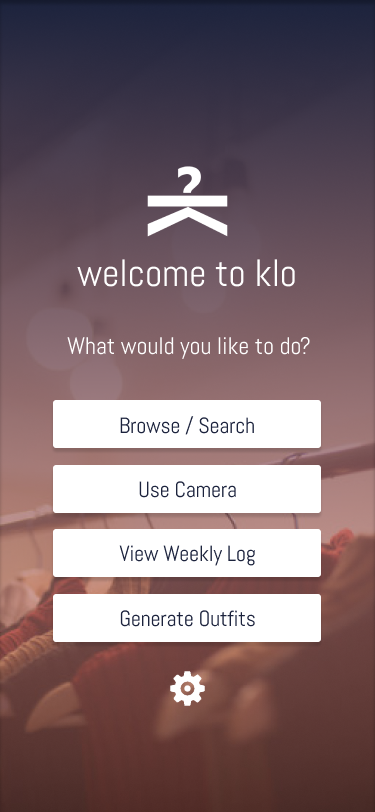 welcome to klo
What would you like to do?
Browse / Search
Use Camera
View Weekly Log
Generate Outfits